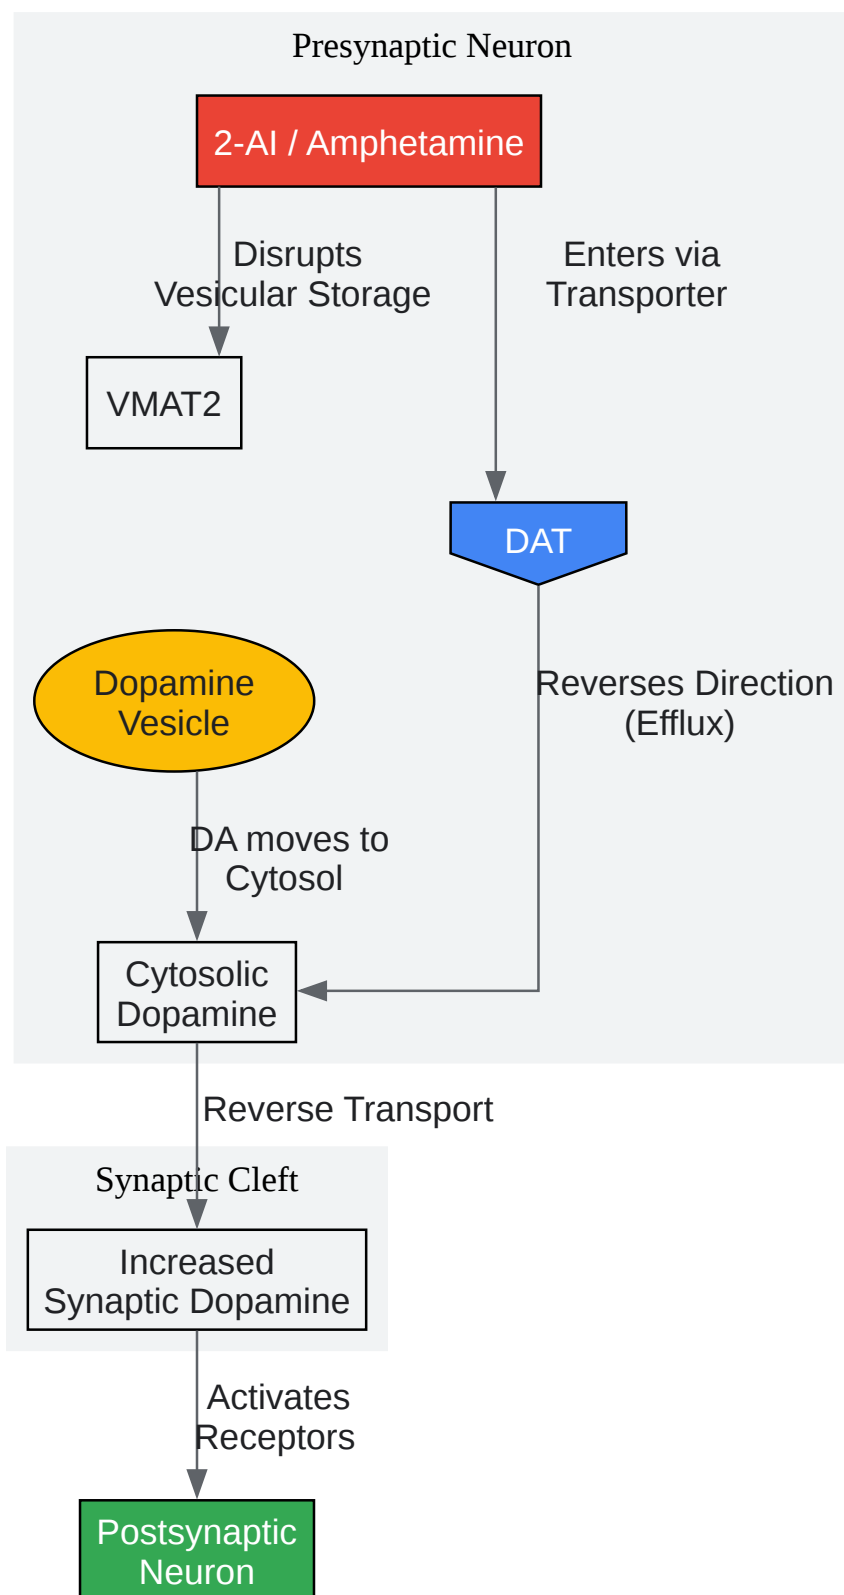 Presynaptic Neuron
2-AI / Amphetamine
Disrupts
Vesicular Storage
Enters via
Transporter
VMAT2
DAT
Dopamine
Vesicle
Reverses Direction
(Efflux)
DA moves to
Cytosol
Cytosolic
Dopamine
Reverse Transport
Synaptic Cleft
Increased
Synaptic Dopamine
Activates
Receptors
Postsynaptic
Neuron